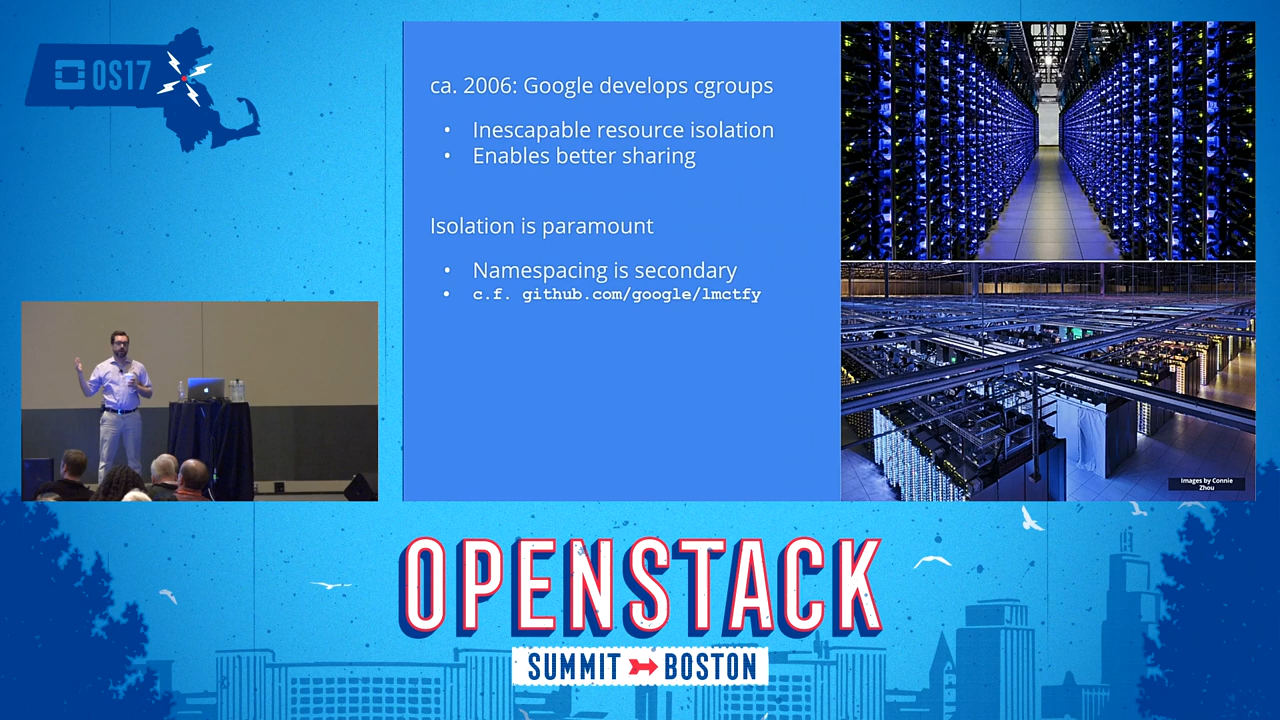 OS17
ca. 2006: Google develops cgroups
• Inescapable resource isolation
• Enables better sharing
Isolation is paramount
• Namespacing is secondary
• c.f. github.com/google/lmctfy
Images by Connie
Zhou
OPENSTACK
SUMMIT BOSTON